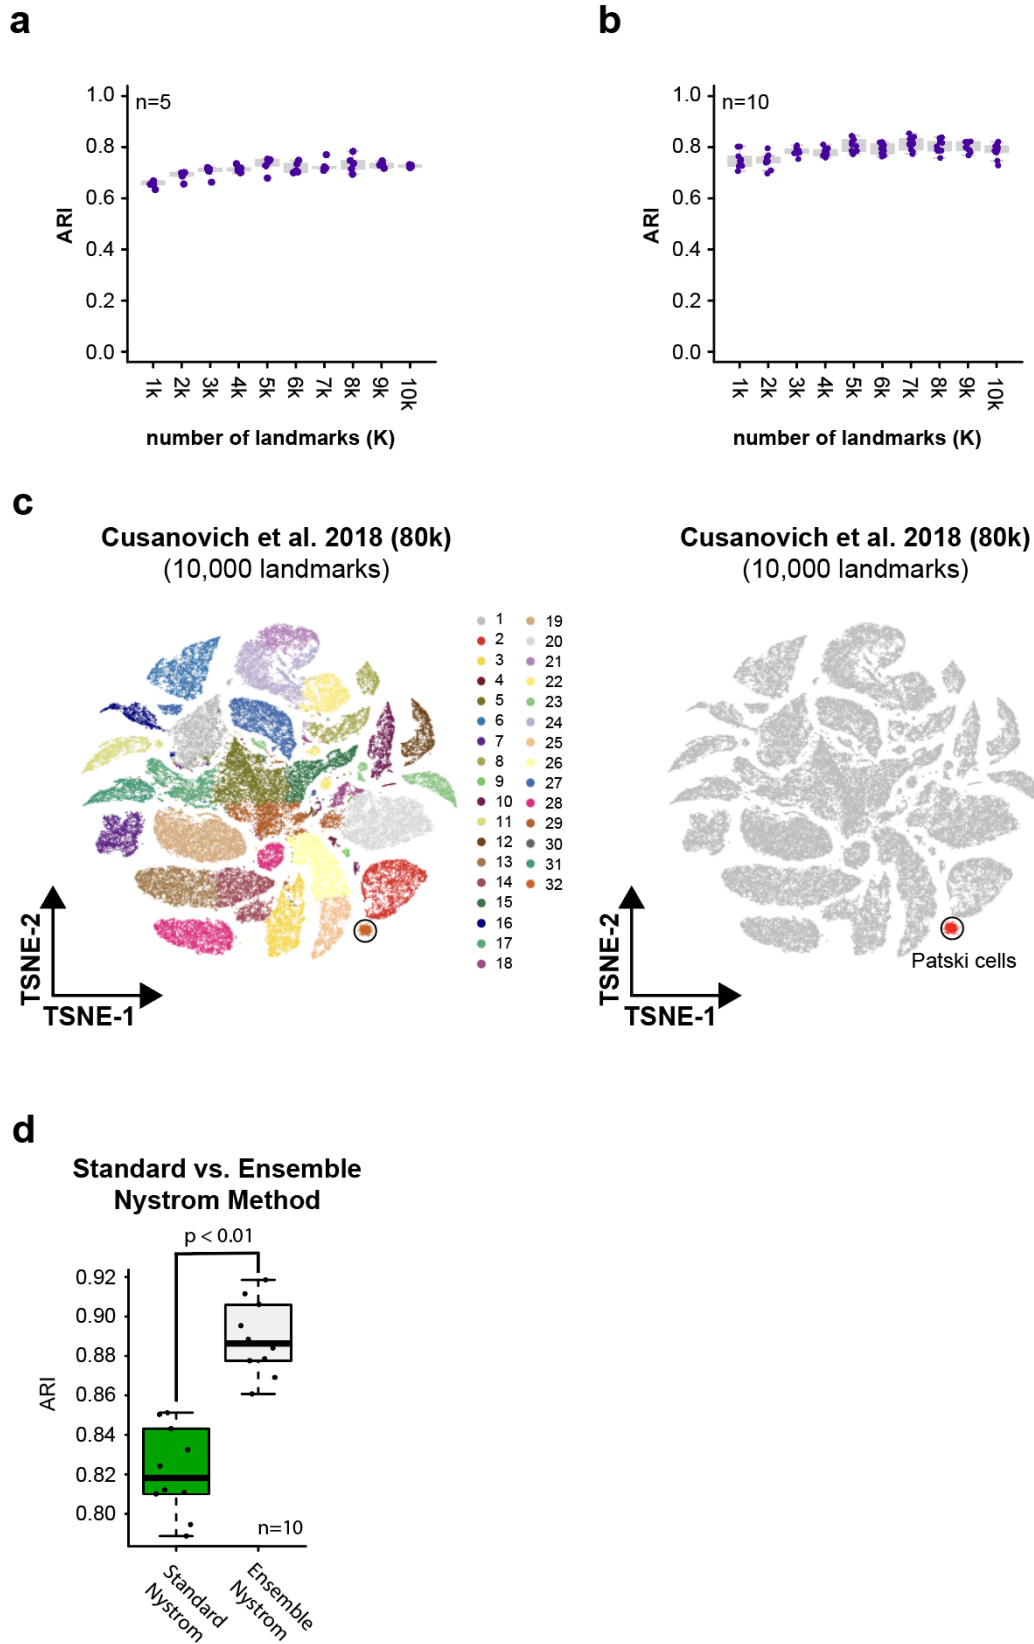 a
b
1.0
0.8
0.6
0.4
0.2
0.0
ARI
n=5
1k
2k
3k
4k
5k
6k
7k
8k
9k
10k
number of landmarks (K)
1.0
0.8
0.6
0.4
0.2
0.0
ARI
n=10
1k
2k
3k
4k
5k
6k
7k
8k
9k
10k
number of landmarks (K)
c
Cusanovich et al. 2018 (80k)
(10,000 landmarks)
1
2
3
4
5
6
7
8
9
10
11
12
13
14
15
16
17
18
19
20
21
22
23
24
25
26
27
28
29
30
31
32
TSNE-2
TSNE-1
Cusanovich et al. 2018 (80k)
(10,000 landmarks)
Patski cells
TSNE-2
TSNE-1
d
Standard vs. Ensemble
Nystrom Method
p < 0.01
0.92
0.90
0.88
0.86
0.84
0.82
0.80
ARI
n=10
Standard
Nystrom
Ensemble
Nystrom